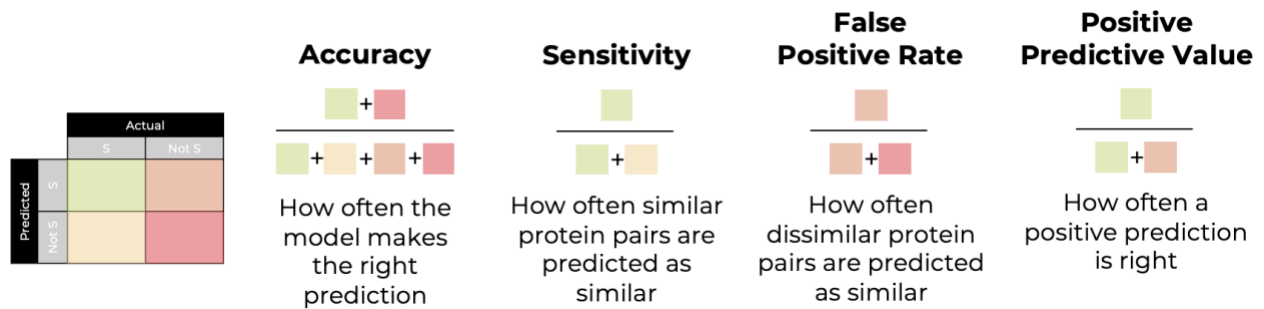 Actual
S
Not S
Predicted
S
Not S
Accuracy
+
+ + +
How often the
model makes
the right
prediction
Sensitivity
+
How often similar
protein pairs are
predicted as
similar
False
Positive Rate
+
How often
dissimilar protein
pairs are predicted
as similar
Positive
Predictive Value
+
How often a
positive prediction
is right